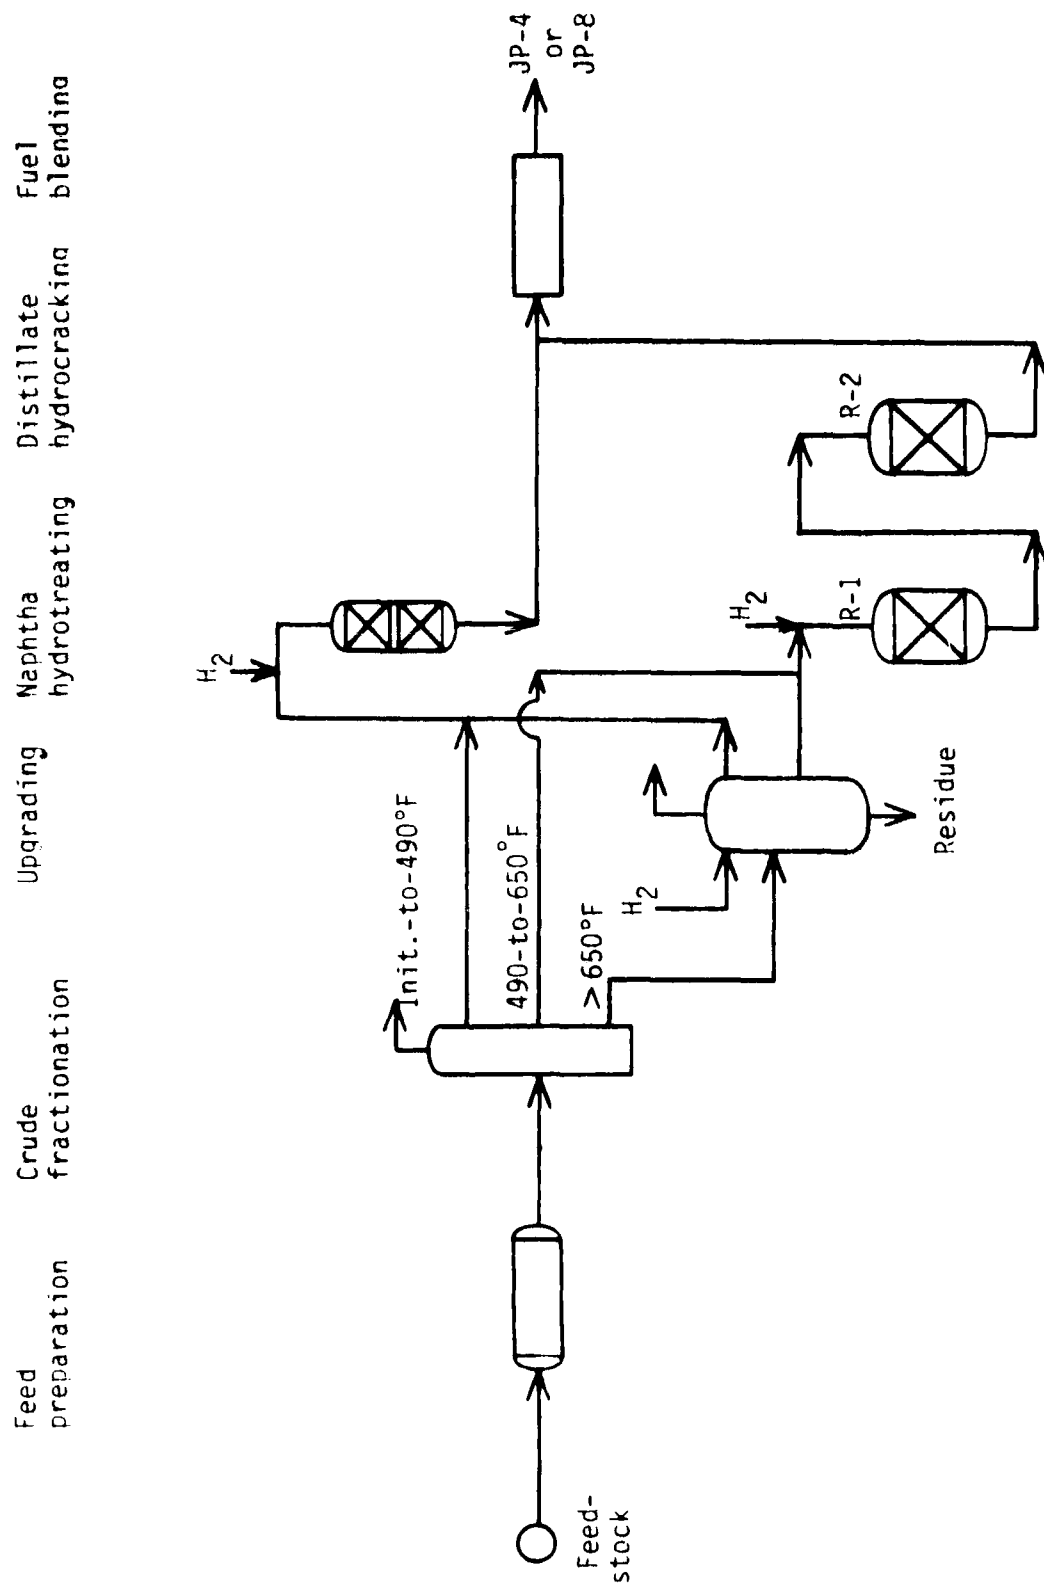 Feed
preparation
Crude
fractionation
Upgrading
Naphtha
hydrotreating
Distillate
hydrocracking
Fuel
blending
Feed-
stock
Init.-to-490°F
490-to-650°F
>650°F
H2
H2
H2
R-1
R-2
Residue
JP-4
or
JP-8